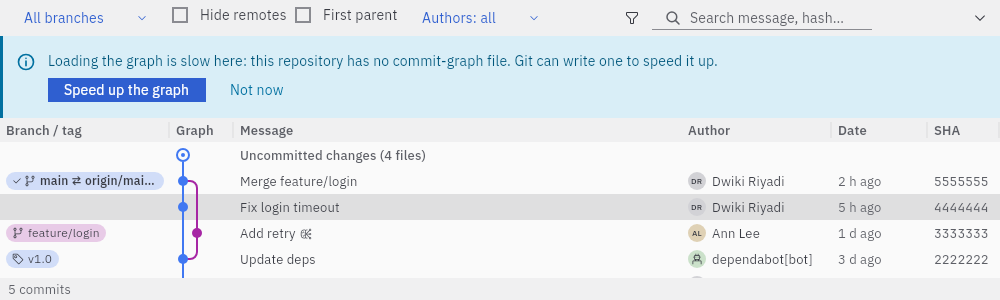 All branches Hide remotes First parent Authors: all Search message, hash...
Loading the graph is slow here: this repository has no commit-graph file. Git can write one to speed it up.
Speed up the graph Not now
Branch / tag Graph Message Author Date SHA
Uncommitted changes (4 files)
main ⇄ origin/mai... Merge feature/login DR Dwiki Riyadi 2 h ago 5555555
Fix login timeout DR Dwiki Riyadi 5 h ago 4444444
feature/login Add retry AL Ann Lee 1 d ago 3333333
v1.0 Update deps dependabot[bot] 3 d ago 2222222
5 commits